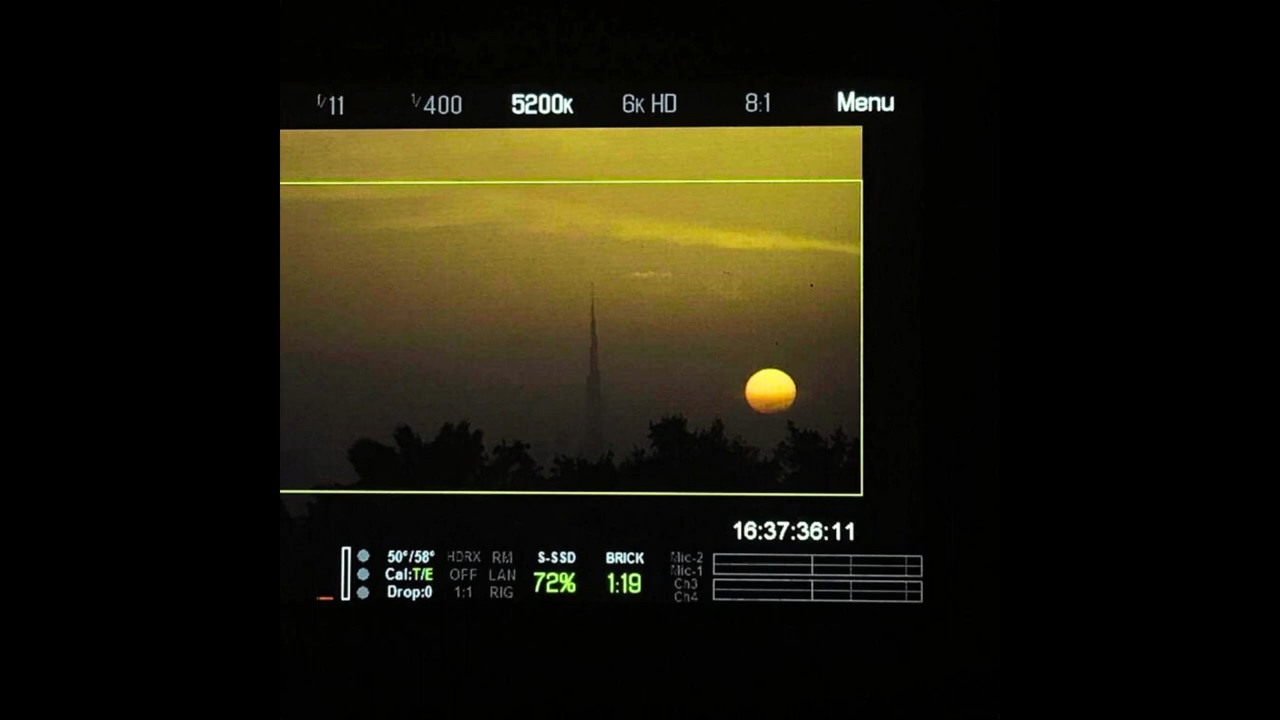 f/11 1/400 5200K 6K HD 8:1 Menu
16:37:36:11
50°/58° HDRX RM S-SSD BRICK Mic-2
Cal:T/E OFF LAN 72% 1:19 Mic-1
Drop:0 1:1 RIG Ch3
Ch4